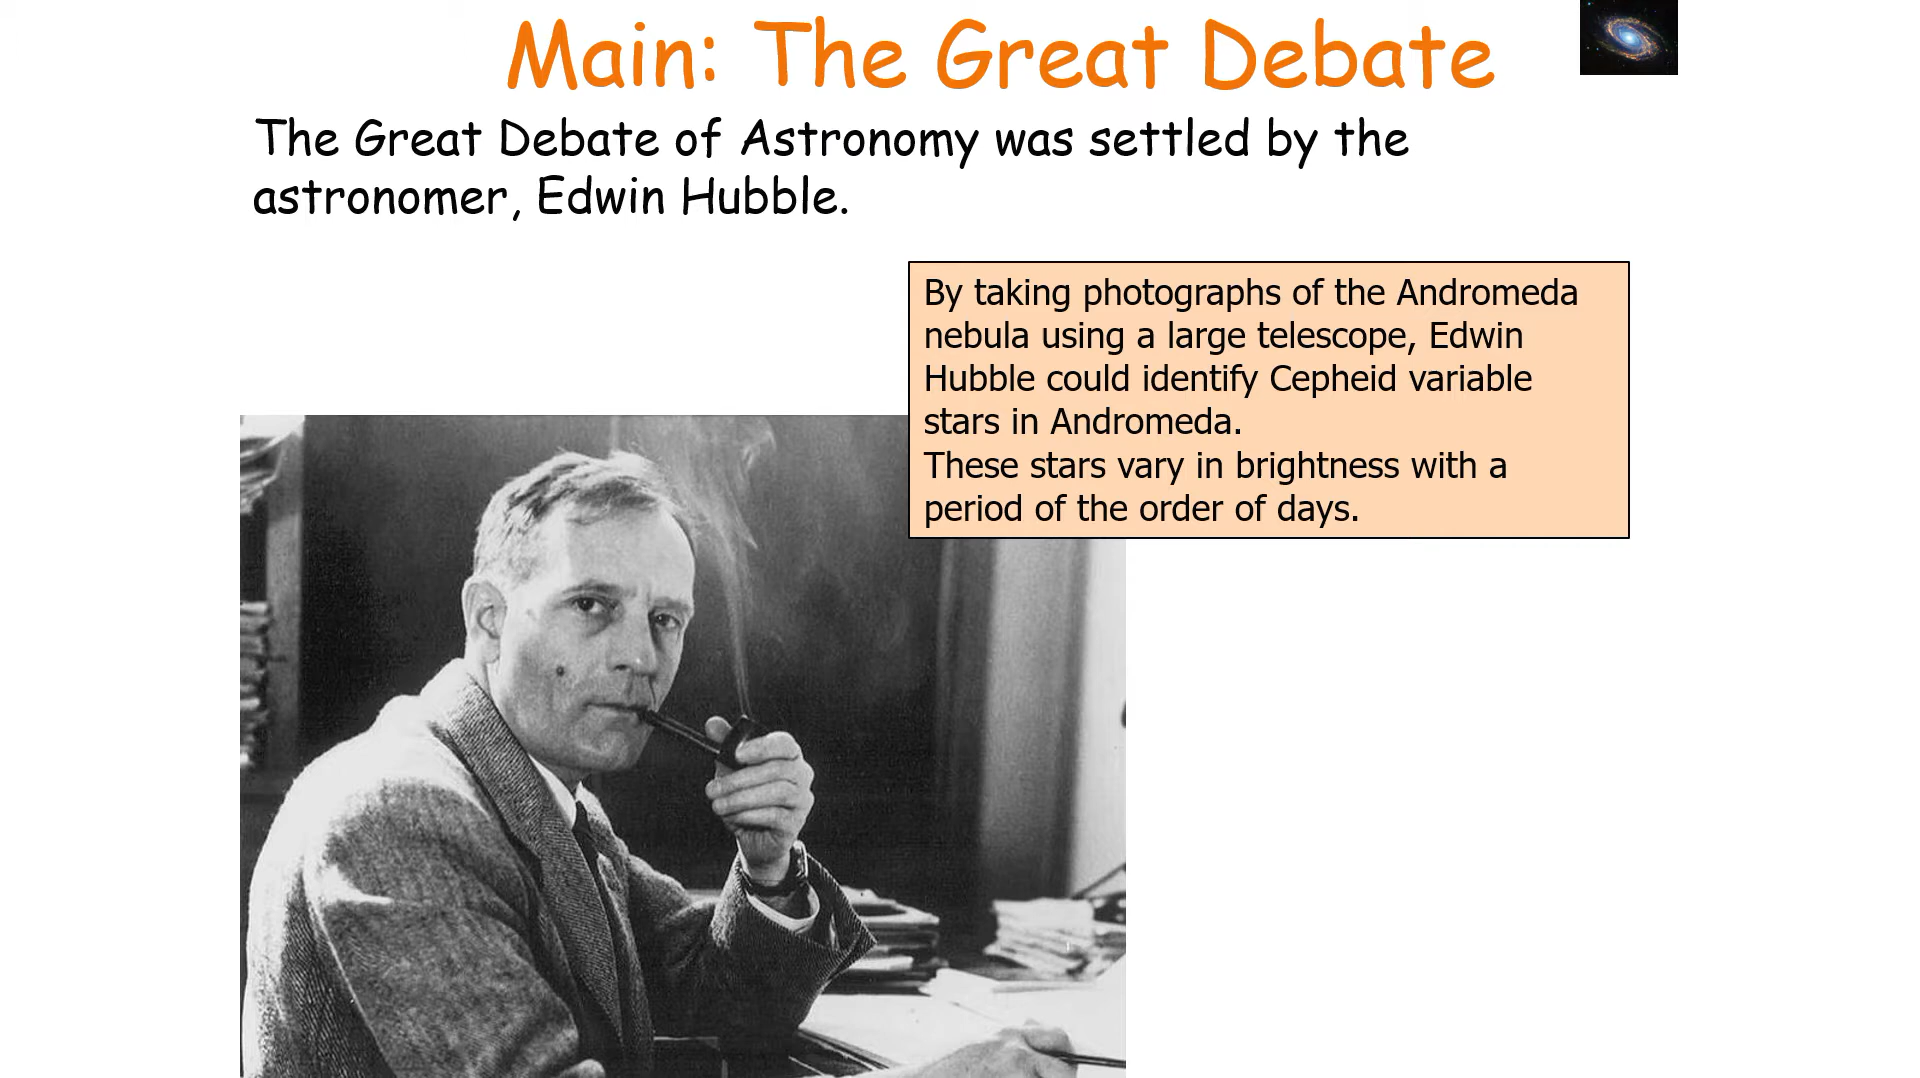 Main: The Great Debate
The Great Debate of Astronomy was settled by the
astronomer, Edwin Hubble.
By taking photographs of the Andromeda
nebula using a large telescope, Edwin
Hubble could identify Cepheid variable
stars in Andromeda.
These stars vary in brightness with a
period of the order of days.